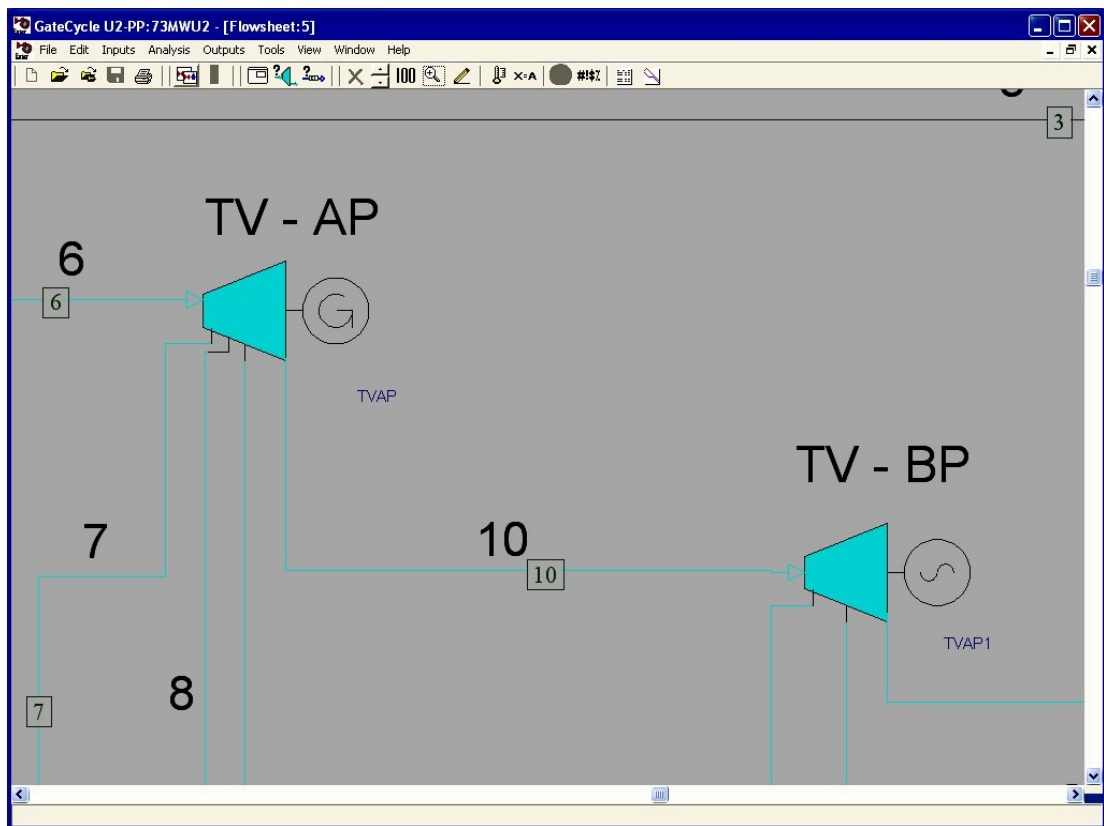 GateCycle U2-PP:73MWU2 - [Flowsheet:5]
File Edit Inputs Analysis Outputs Tools View Window Help
100 X=A #!$%
3
TV - AP
6
6
G
TVAP
TV - BP
7
10
10
TVAP1
8
7